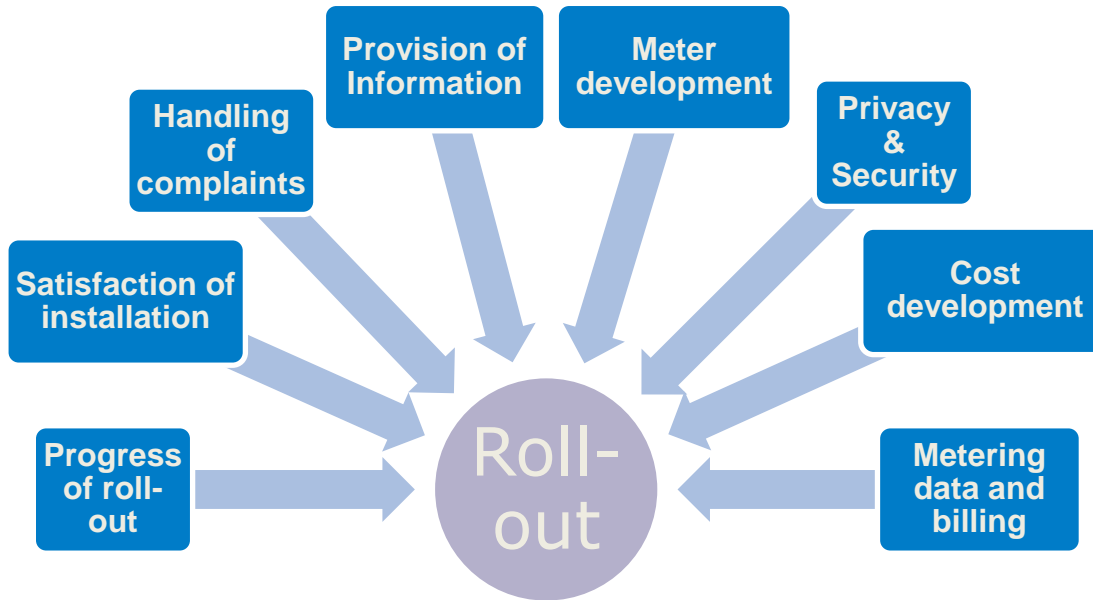 Provision of
Information
Meter
development
Handling
of
complaints
Privacy
&
Security
Satisfaction of
installation
Cost
development
Progress
of roll-
out
Roll-
out
Metering
data and
billing